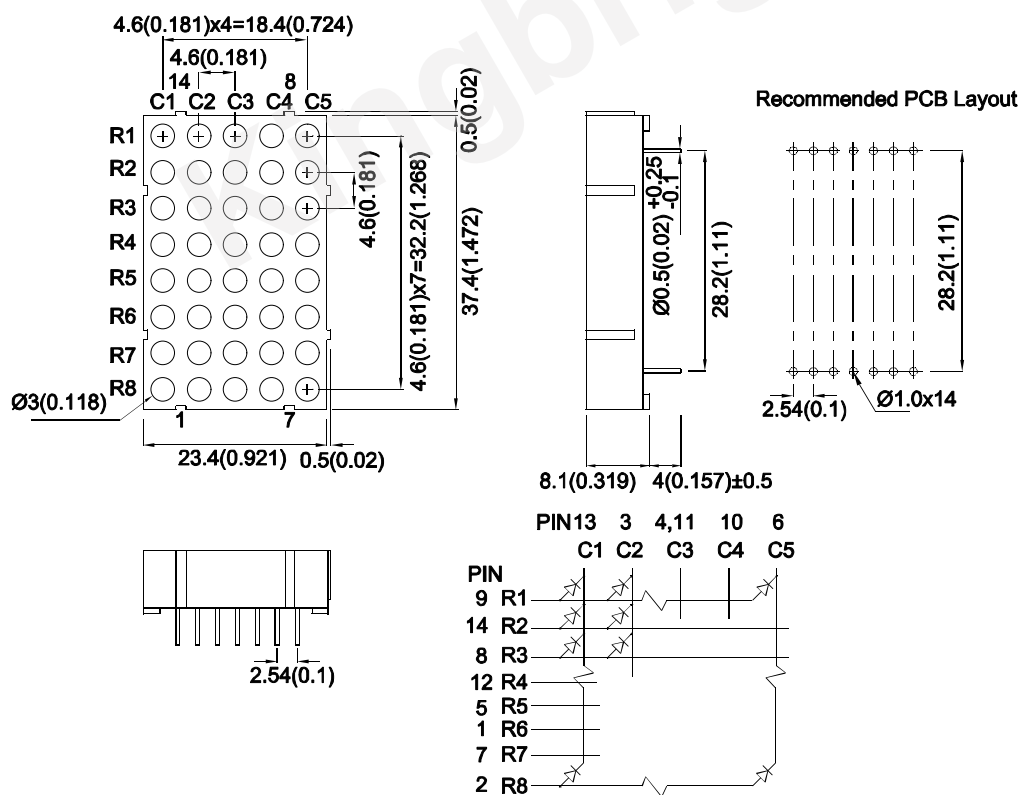 4.6(0.181)x4=18.4(0.724)
4.6(0.181)
14 8
C1 C2 C3 C4 C5
R1
R2
R3
R4
R5
R6
R7
R8
Ø3(0.118)
1 7
23.4(0.921) 0.5(0.02)
4.6(0.181)
4.6(0.181)x7=32.2(1.268)
0.5(0.02)
37.4(1.472)
Ø0.5(0.02) +0.25 -0.1
28.2(1.11)
8.1(0.319) 4(0.157)±0.5
Recommended PCB Layout
28.2(1.11)
2.54(0.1) Ø1.0x14
2.54(0.1)
PIN13 3 4,11 10 6
C1 C2 C3 C4 C5
PIN
9 R1
14 R2
8 R3
12 R4
5 R5
1 R6
7 R7
2 R8